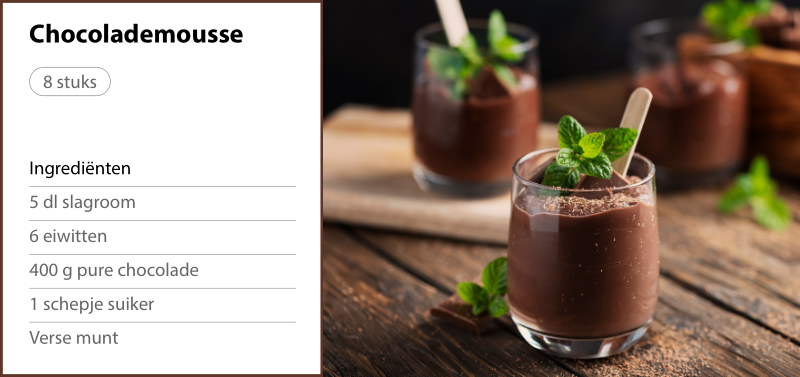 Chocolademousse
8 stuks
Ingrediënten
5 dl slagroom
6 eiwitten
400 g pure chocolade
1 schepje suiker
Verse munt